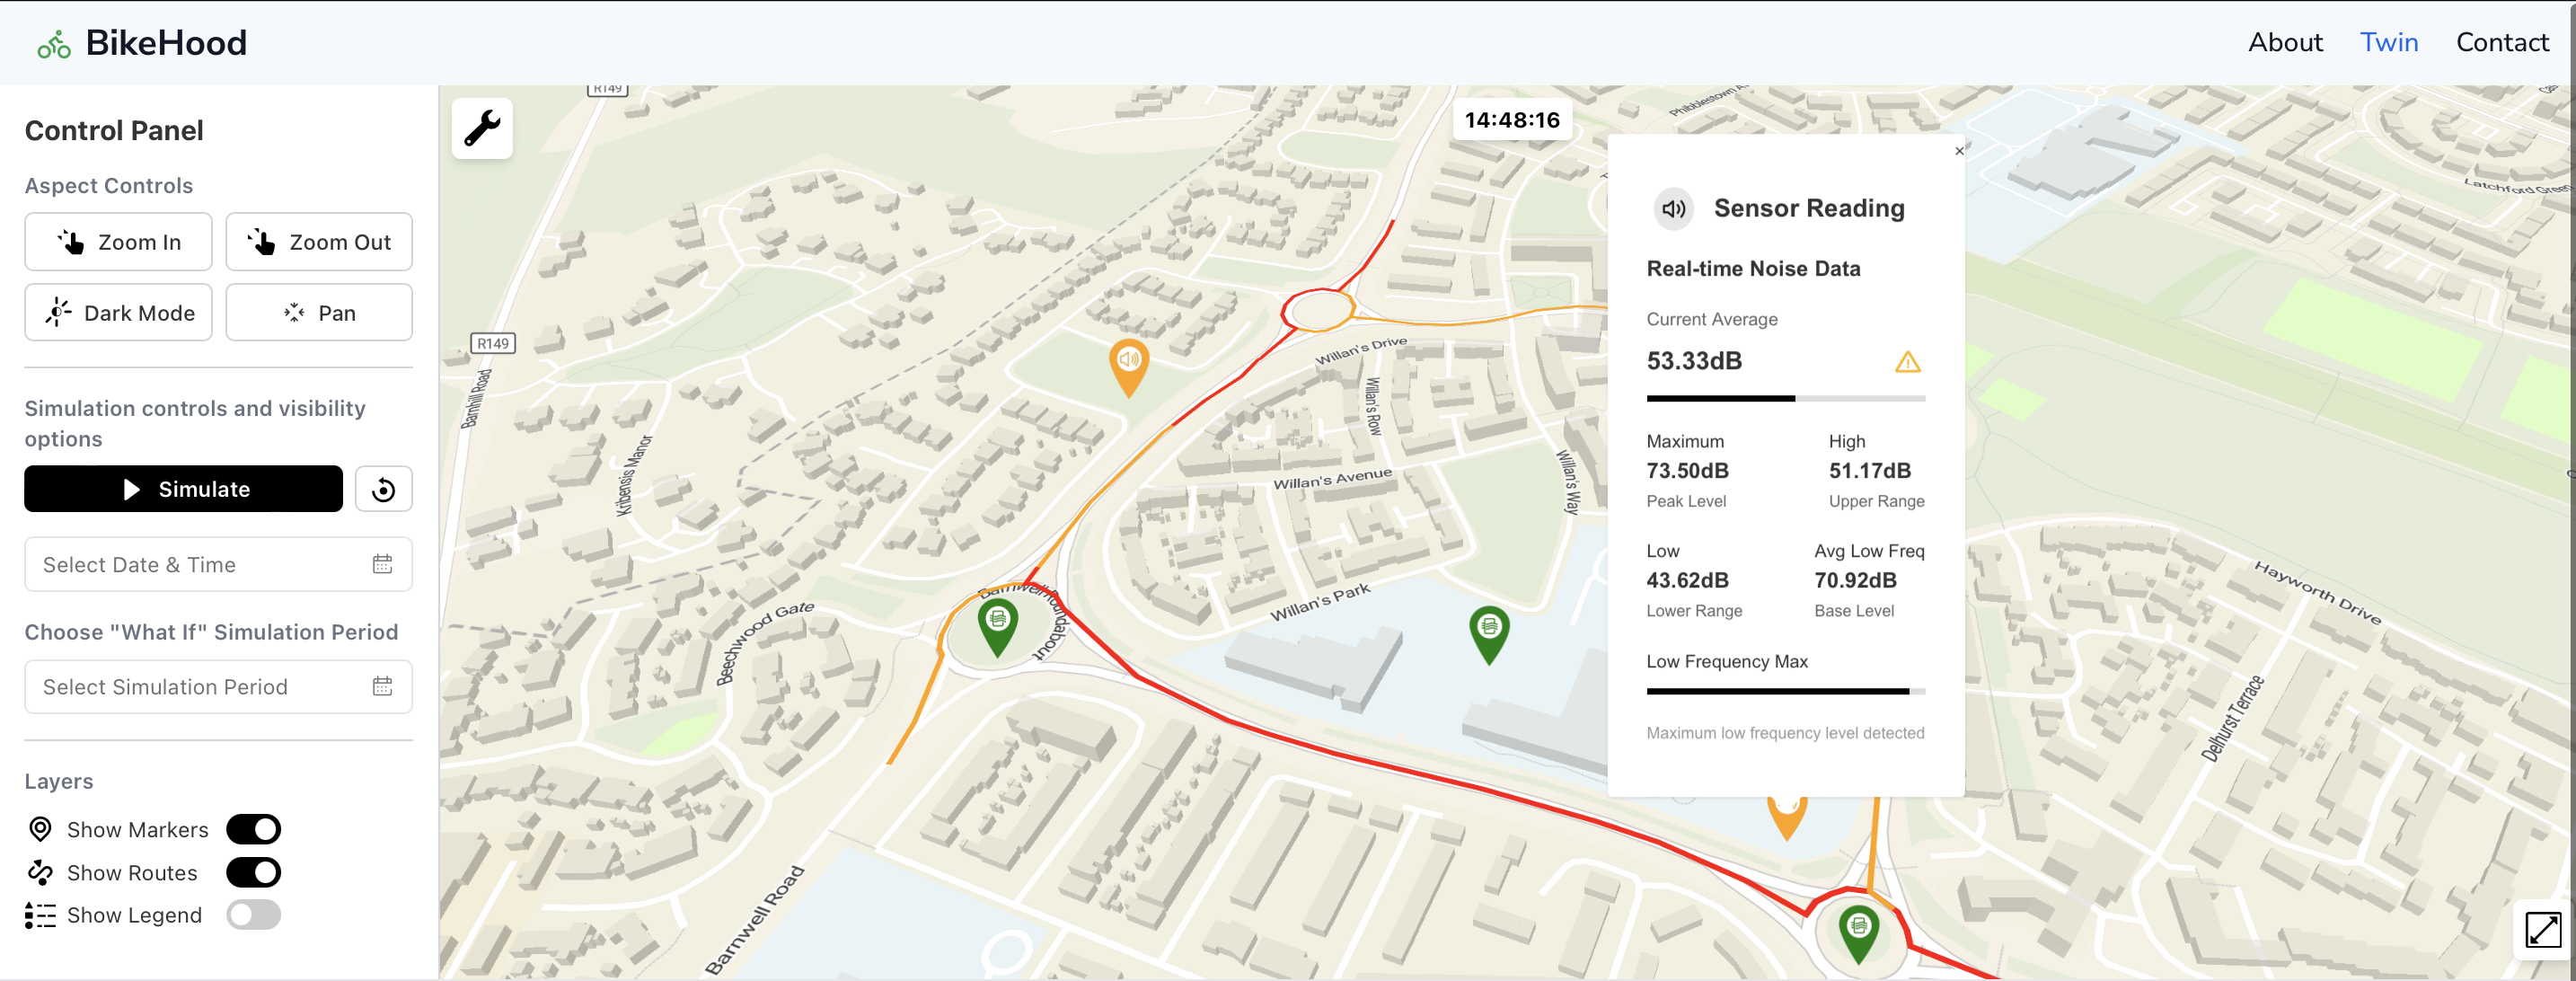 BikeHood
About
Twin
Contact
Control Panel
Aspect Controls
Zoom In
Zoom Out
Dark Mode
Pan
Simulation controls and visibility
options
Simulate
Select Date & Time
Choose "What If" Simulation Period
Select Simulation Period
Layers
Show Markers
Show Routes
Show Legend
R149
14:48:16
Latchford Green
R149
Barnhill Road
Kribensis Manor
Willan's Drive
Willan's Row
Willan's Avenue
Willan's Way
Willan's Park
Beechwood Gate
Barnwell Roundabout
Barnwell Road
Hayworth Drive
Delhurst Terrace
×
Sensor Reading
Real-time Noise Data
Current Average
53.33dB
Maximum
High
73.50dB
51.17dB
Peak Level
Upper Range
Low
Avg Low Freq
43.62dB
70.92dB
Lower Range
Base Level
Low Frequency Max
Maximum low frequency level detected